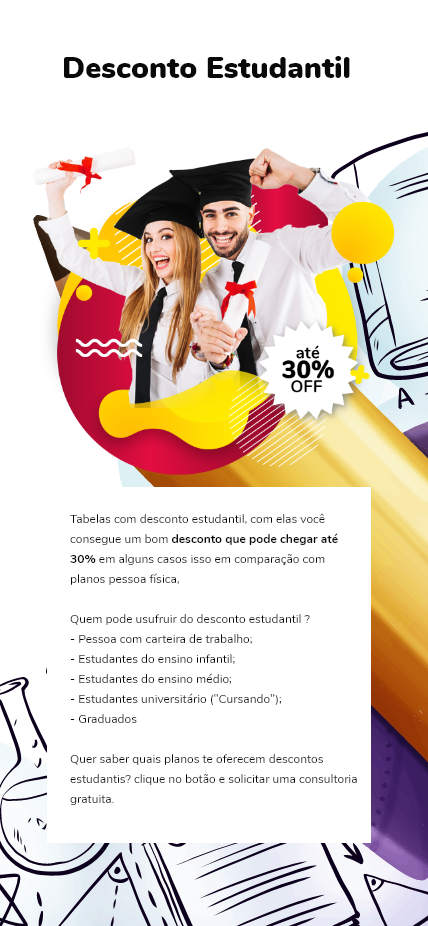 Desconto Estudantil
até
30%
OFF
Tabelas com desconto estudantil, com elas você
consegue um bom desconto que pode chegar até
30% em alguns casos isso em comparação com
planos pessoa física,
Quem pode usufruir do desconto estudantil ?
- Pessoa com carteira de trabalho;
- Estudantes do ensino infantil;
- Estudantes do ensino médio;
- Estudantes universitário ("Cursando");
- Graduados
Quer saber quais planos te oferecem descontos
estudantis? clique no botão e solicitar uma consultoria
gratuita.
A